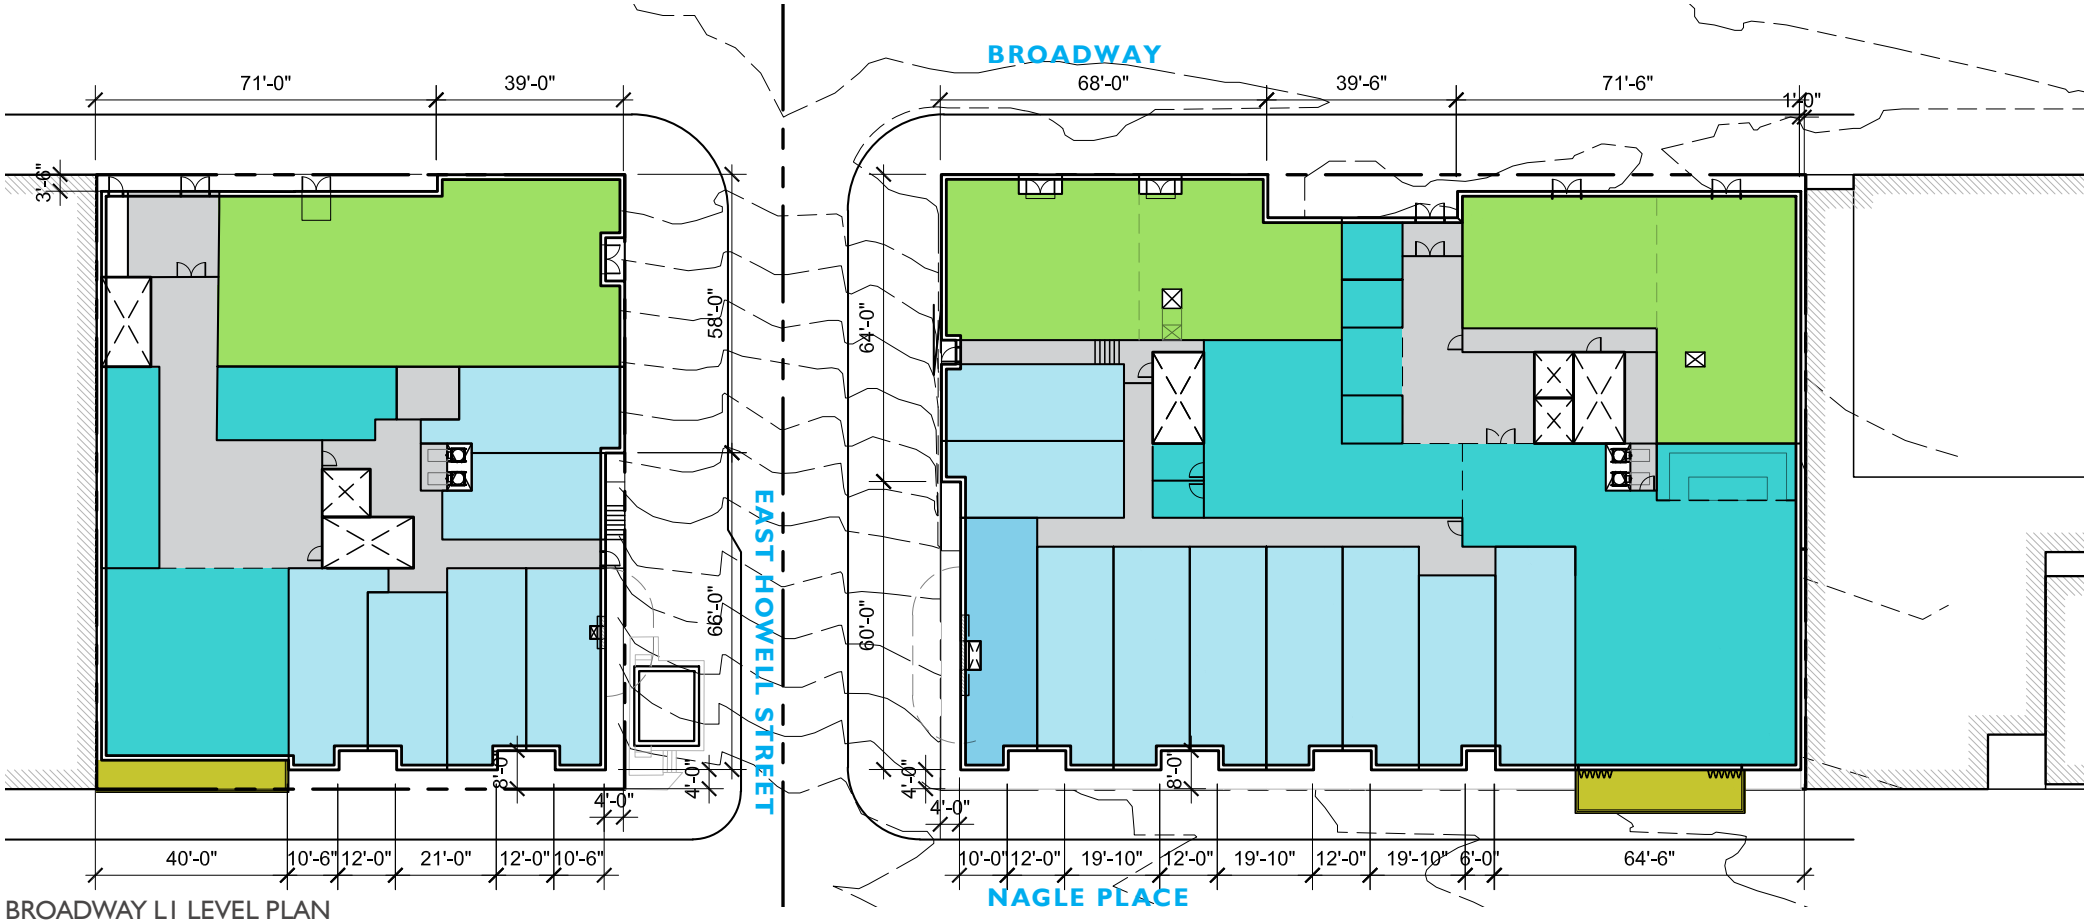 BROADWAY
71'-0" 39'-0" 68'-0" 39'-6" 71'-6"
1'-0"
3'-6"
58'-0"
64'-0"
EAST HOWELL STREET
66'-0"
60'-0"
8'-0"
4'-0"
4'-0"
8'-0"
4'-0"
4'-0"
40'-0" 10'-6" 12'-0" 21'-0" 12'-0" 10'-6" 10'-0" 12'-0" 19'-10" 12'-0" 19'-10" 12'-0" 19'-10" 6'-0" 64'-6"
NAGLE PLACE
BROADWAY L1 LEVEL PLAN